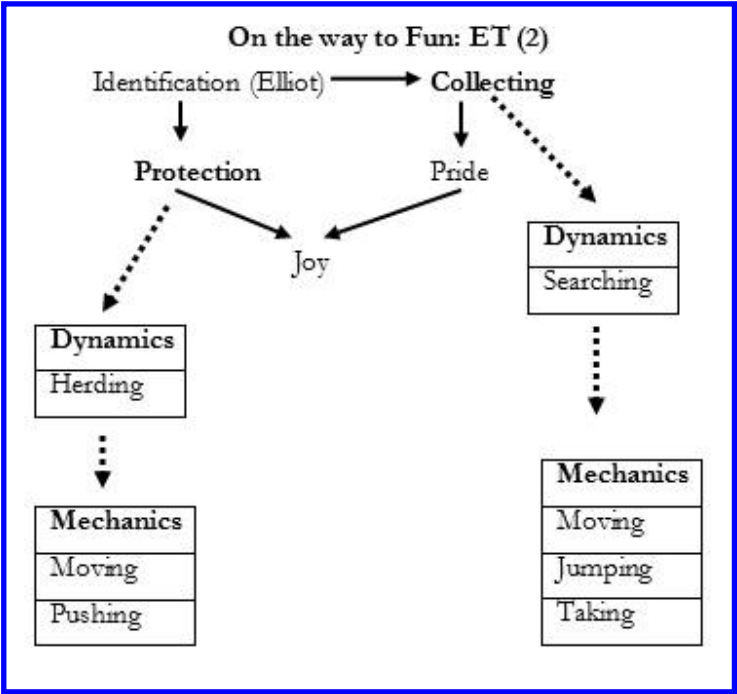 On the way to Fun: ET (2)
Identification (Elliot)
Collecting
Protection
Pride
Joy
Dynamics
Searching
Dynamics
Herding
Mechanics
Moving
Jumping
Taking
Mechanics
Moving
Pushing